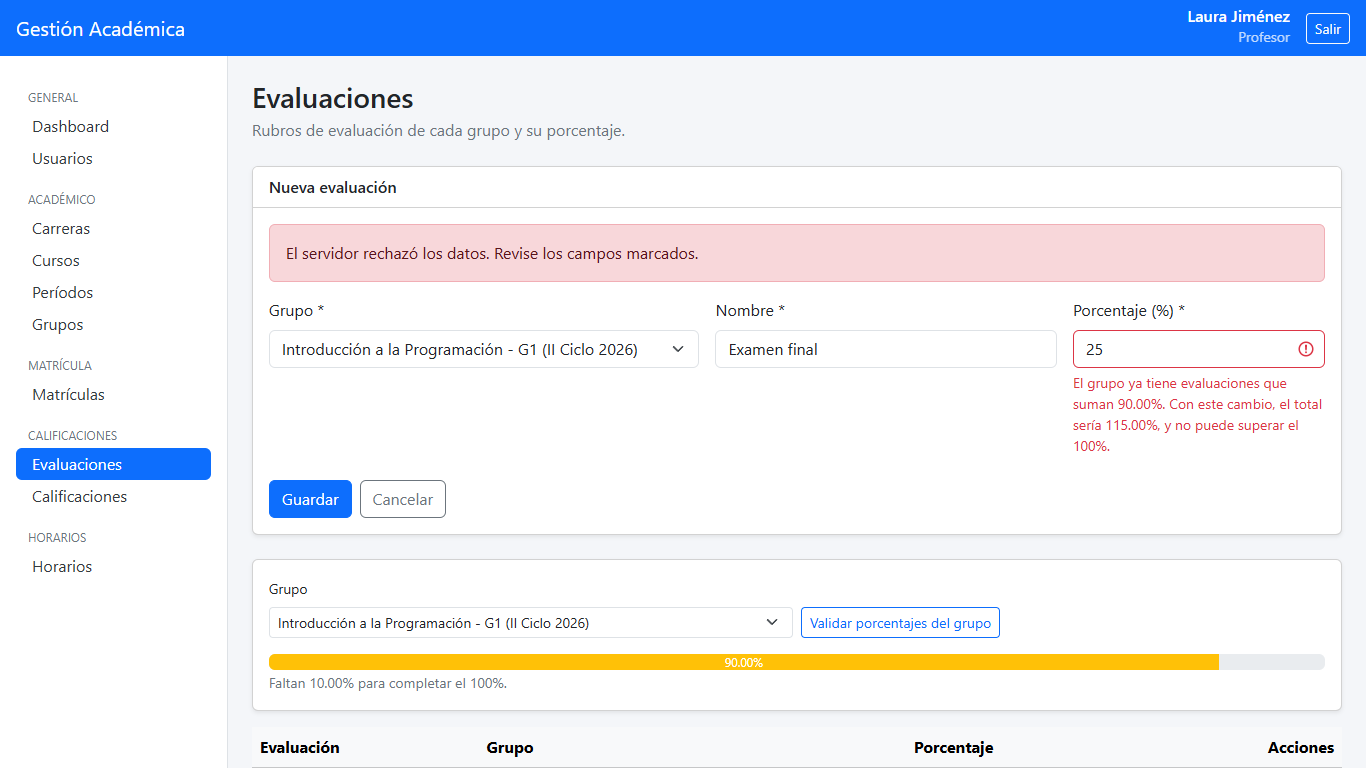 Gestión Académica
Laura Jiménez
Profesor
Salir
GENERAL
Dashboard
Usuarios
ACADÉMICO
Carreras
Cursos
Períodos
Grupos
MATRÍCULA
Matrículas
CALIFICACIONES
Evaluaciones
Calificaciones
HORARIOS
Horarios
Evaluaciones
Rubros de evaluación de cada grupo y su porcentaje.
Nueva evaluación
El servidor rechazó los datos. Revise los campos marcados.
Grupo *
Introducción a la Programación - G1 (II Ciclo 2026)
Nombre *
Examen final
Porcentaje (%) *
25
El grupo ya tiene evaluaciones que
suman 90.00%. Con este cambio, el total
sería 115.00%, y no puede superar el
100%.
Guardar
Cancelar
Grupo
Introducción a la Programación - G1 (II Ciclo 2026)
Validar porcentajes del grupo
90.00%
Faltan 10.00% para completar el 100%.
Evaluación Grupo Porcentaje Acciones